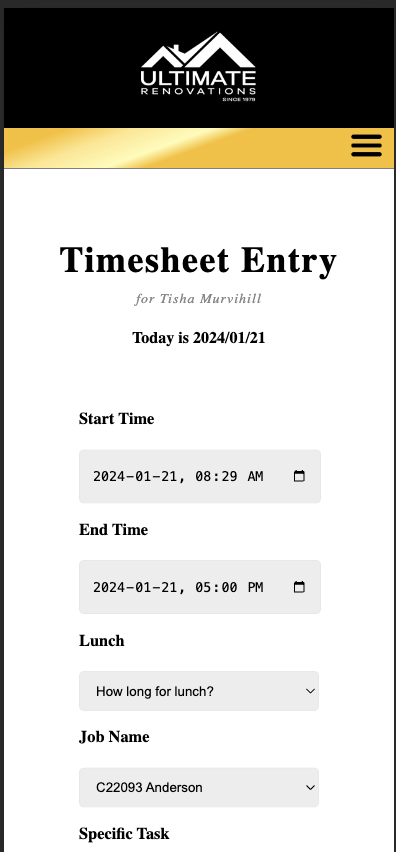 ULTIMATE
RENOVATIONS
SINCE 1979
Timesheet Entry
for Tisha Murvihill
Today is 2024/01/21
Start Time
2024-01-21, 08:29 AM
End Time
2024-01-21, 05:00 PM
Lunch
How long for lunch?
Job Name
C22093 Anderson
Specific Task